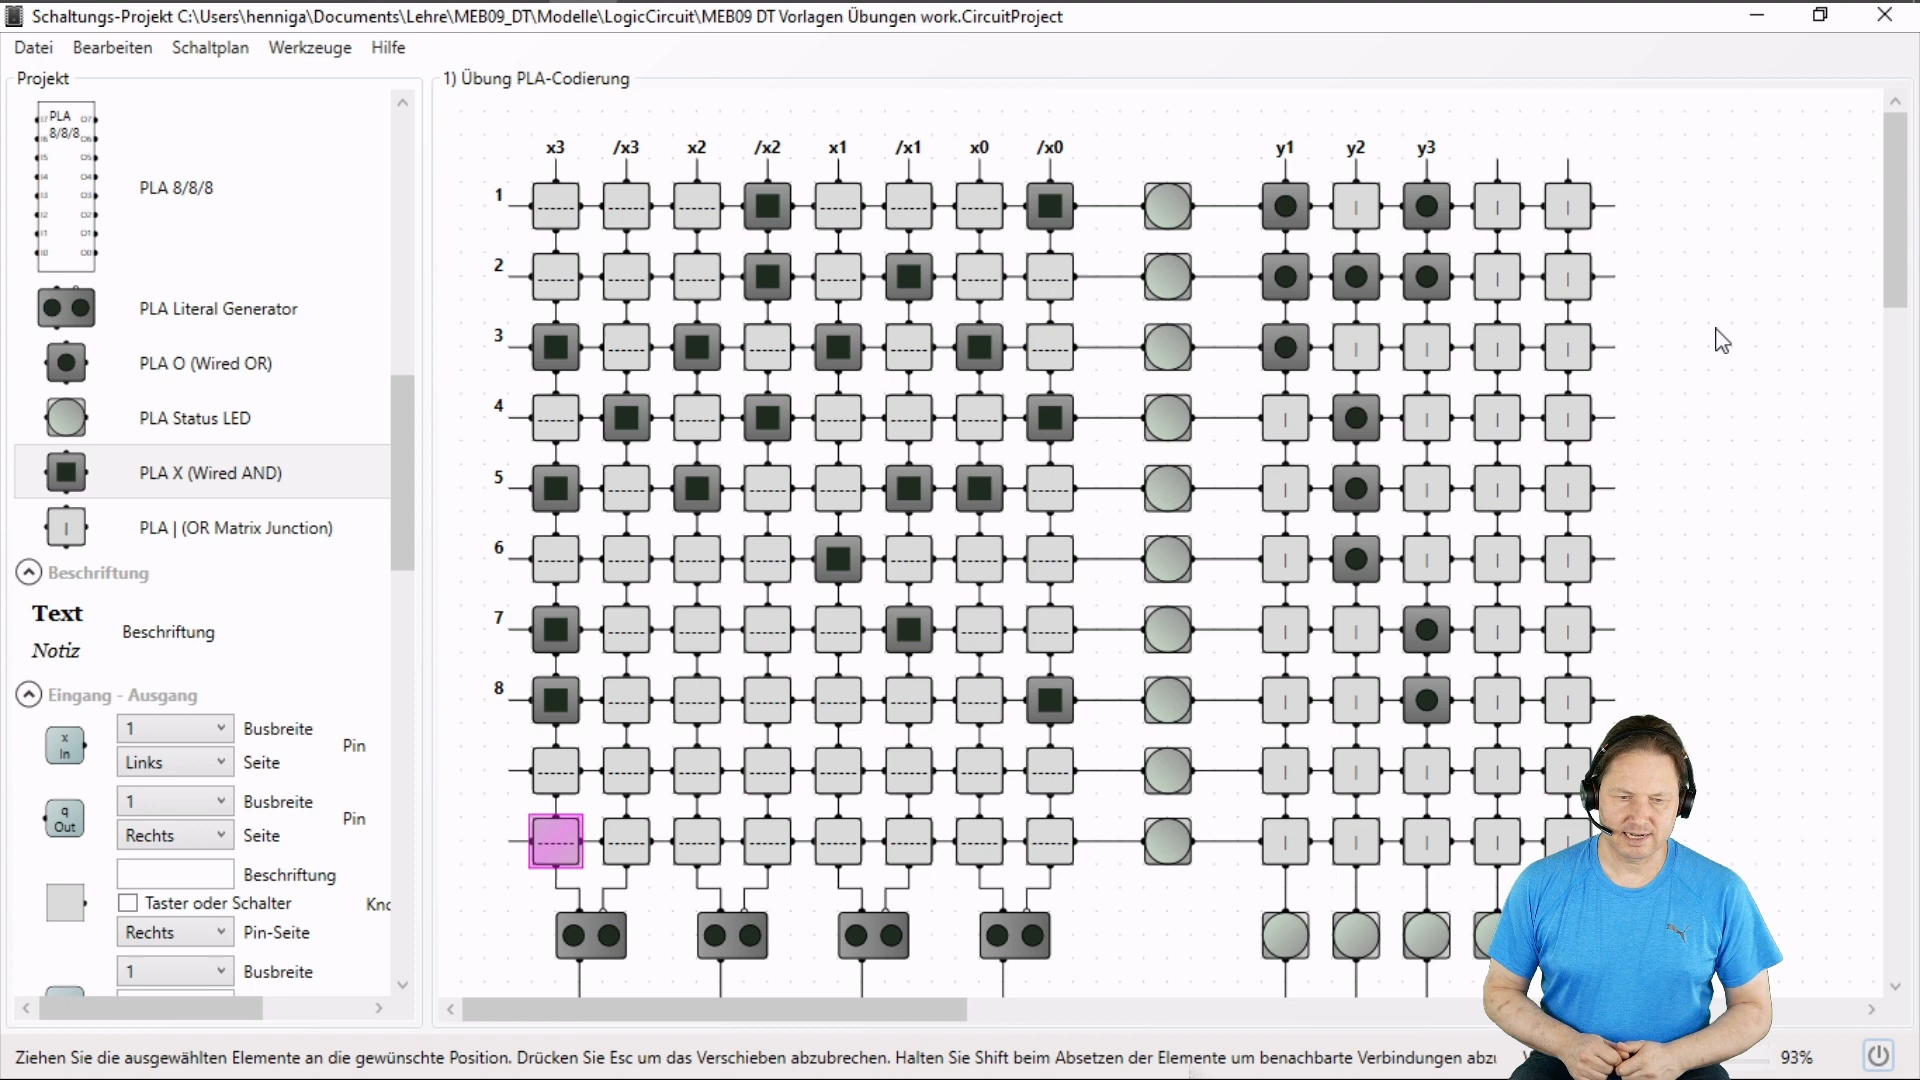 Schaltungs-Projekt C:\Users\henniga\Documents\Lehre\MEB09_DT\Modelle\LogicCircuit\MEB09 DT Vorlagen Übungen work.CircuitProject
Datei Bearbeiten Schaltplan Werkzeuge Hilfe
Projekt
1) Übung PLA-Codierung
PLA
8/8/8
PLA 8/8/8
PLA Literal Generator
PLA O (Wired OR)
PLA Status LED
PLA X (Wired AND)
PLA | (OR Matrix Junction)
Beschriftung
Text
Notiz
Beschriftung
Eingang - Ausgang
x
In
1
Busbreite
Pin
Links
Seite
q
Out
1
Busbreite
Pin
Rechts
Seite
Beschriftung
Taster oder Schalter
Rechts
Pin-Seite
1
Busbreite
x3 /x3 x2 /x2 x1 /x1 x0 /x0 y1 y2 y3
1
2
3
4
5
6
7
8
Ziehen Sie die ausgewählten Elemente an die gewünschte Position. Drücken Sie Esc um das Verschieben abzubrechen. Halten Sie Shift beim Absetzen der Elemente um benachbarte Verbindungen
93%